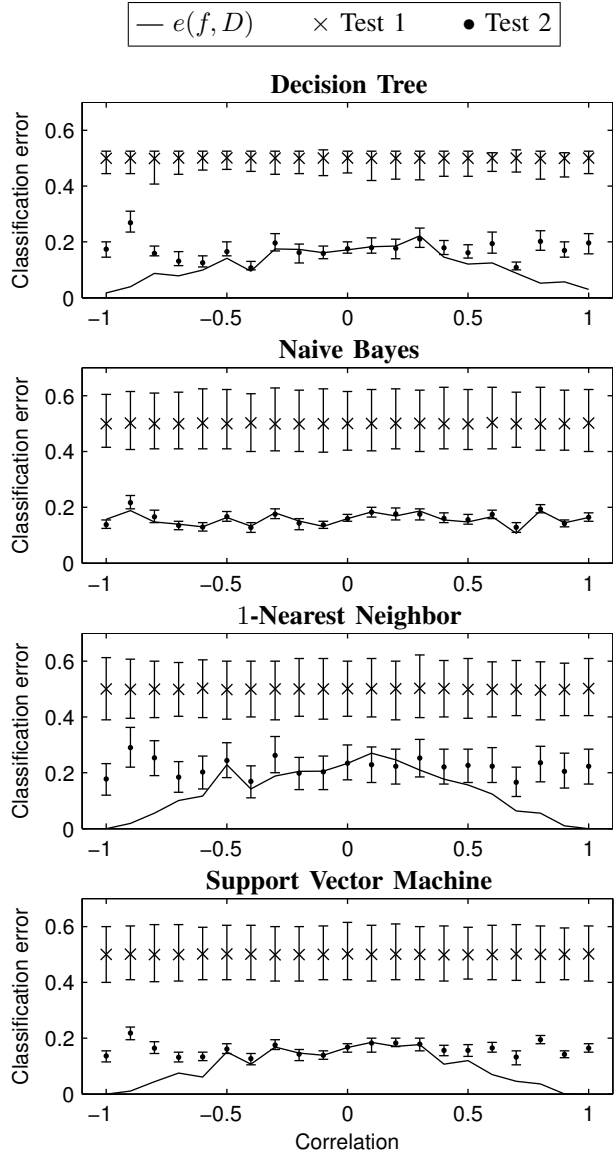 — e(f, D) × Test 1 • Test 2
Decision Tree
Classification error
0.6
0.4
0.2
0
−1 −0.5 0 0.5 1
Naive Bayes
Classification error
0.6
0.4
0.2
0
−1 −0.5 0 0.5 1
1-Nearest Neighbor
Classification error
0.6
0.4
0.2
0
−1 −0.5 0 0.5 1
Support Vector Machine
Classification error
0.6
0.4
0.2
0
−1 −0.5 0 0.5 1
Correlation